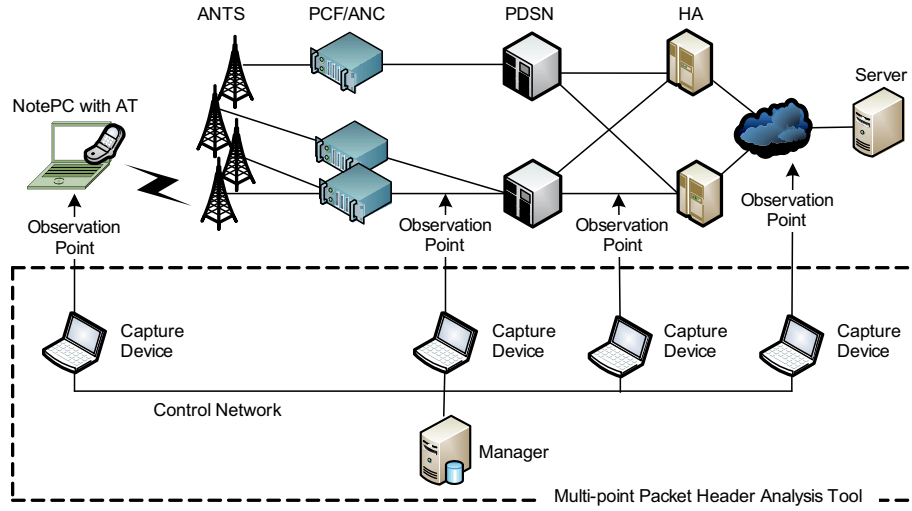 ANTS
PCF/ANC
PDSN
HA
Server
NotePC with AT
Observation
Point
Observation
Point
Observation
Point
Observation
Point
Capture
Device
Capture
Device
Capture
Device
Capture
Device
Control Network
Manager
Multi-point Packet Header Analysis Tool